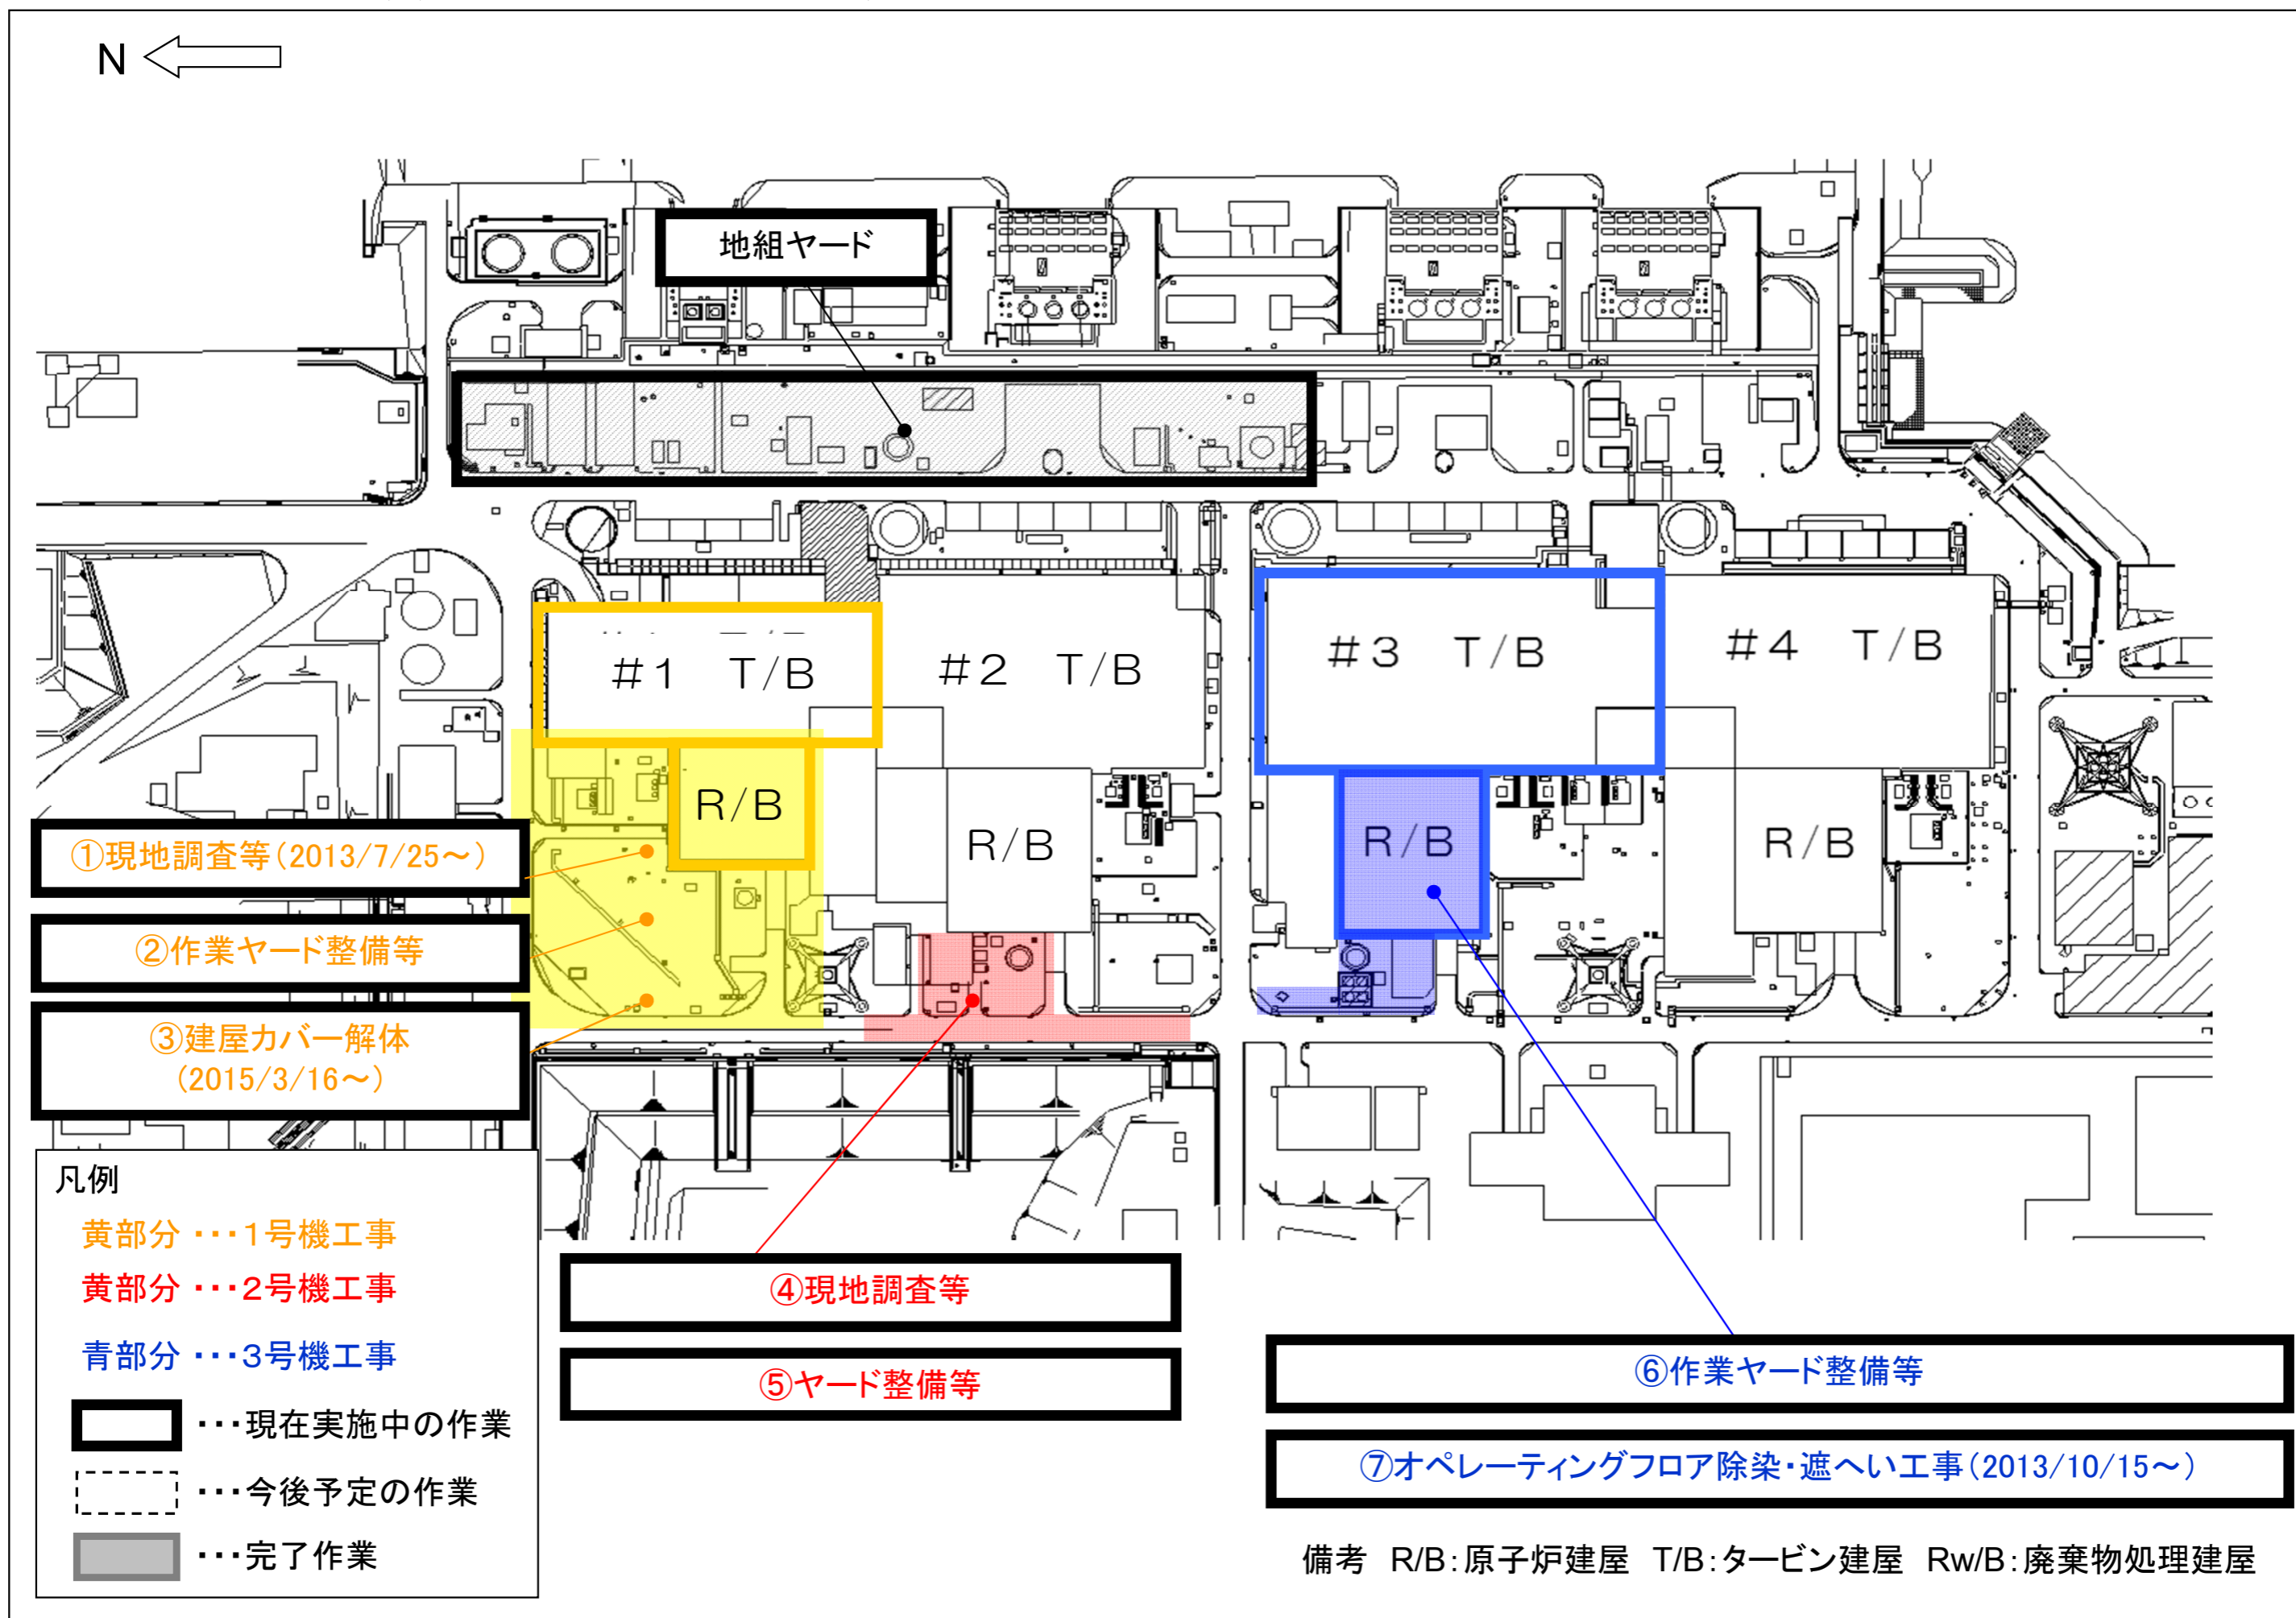 N
地組ヤード
#1 T/B
#2 T/B
#3 T/B
#4 T/B
R/B
R/B
R/B
R/B
①現地調査等(2013/7/25～)
②作業ヤード整備等
③建屋カバー解体
(2015/3/16～)
④現地調査等
⑤ヤード整備等
⑥作業ヤード整備等
⑦オペレーティングフロア除染・遮へい工事(2013/10/15～)
凡例
黄部分 ・・・1号機工事
黄部分 ・・・2号機工事
青部分 ・・・3号機工事
・・・現在実施中の作業
・・・今後予定の作業
・・・完了作業
備考 R/B:原子炉建屋 T/B:タービン建屋 Rw/B:廃棄物処理建屋